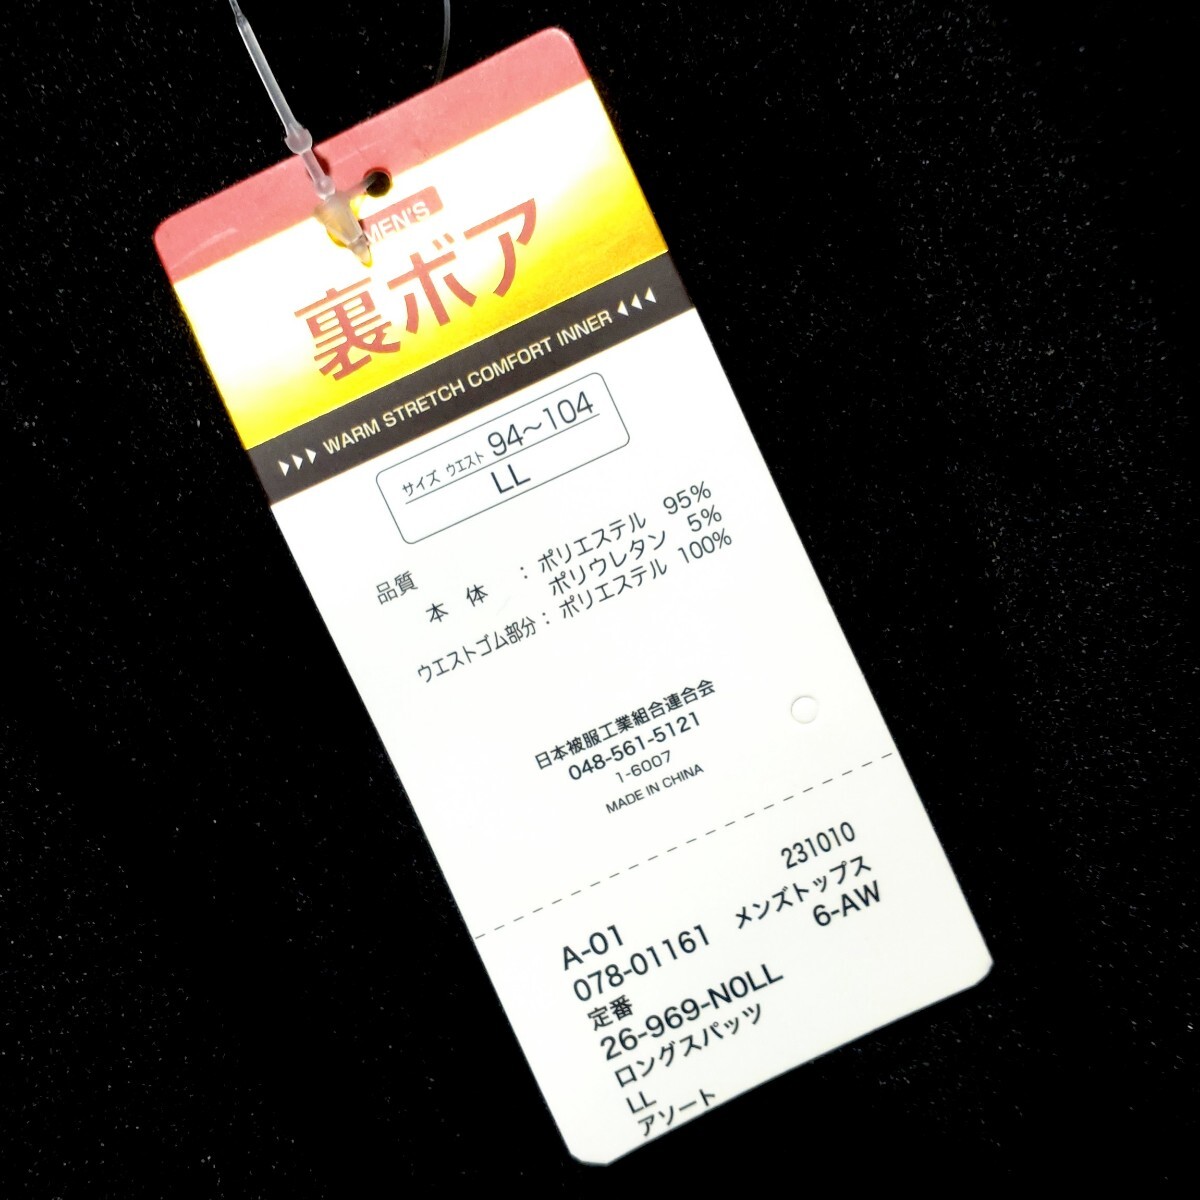 MEN'S
裏ボア
WARM STRETCH COMFORT INNER
サイズ ウエスト 94〜104
LL
品質
本体 : ポリエステル 95%
ポリウレタン 5%
ウエストゴム部分 : ポリエステル 100%
日本被服工業組合連合会
048-561-5121
1-6007
MADE IN CHINA
231010
A-01
078-01161 メンズトップス
定番 6-AW
26-969-N0LL
ロングスパッツ
LL
アソート